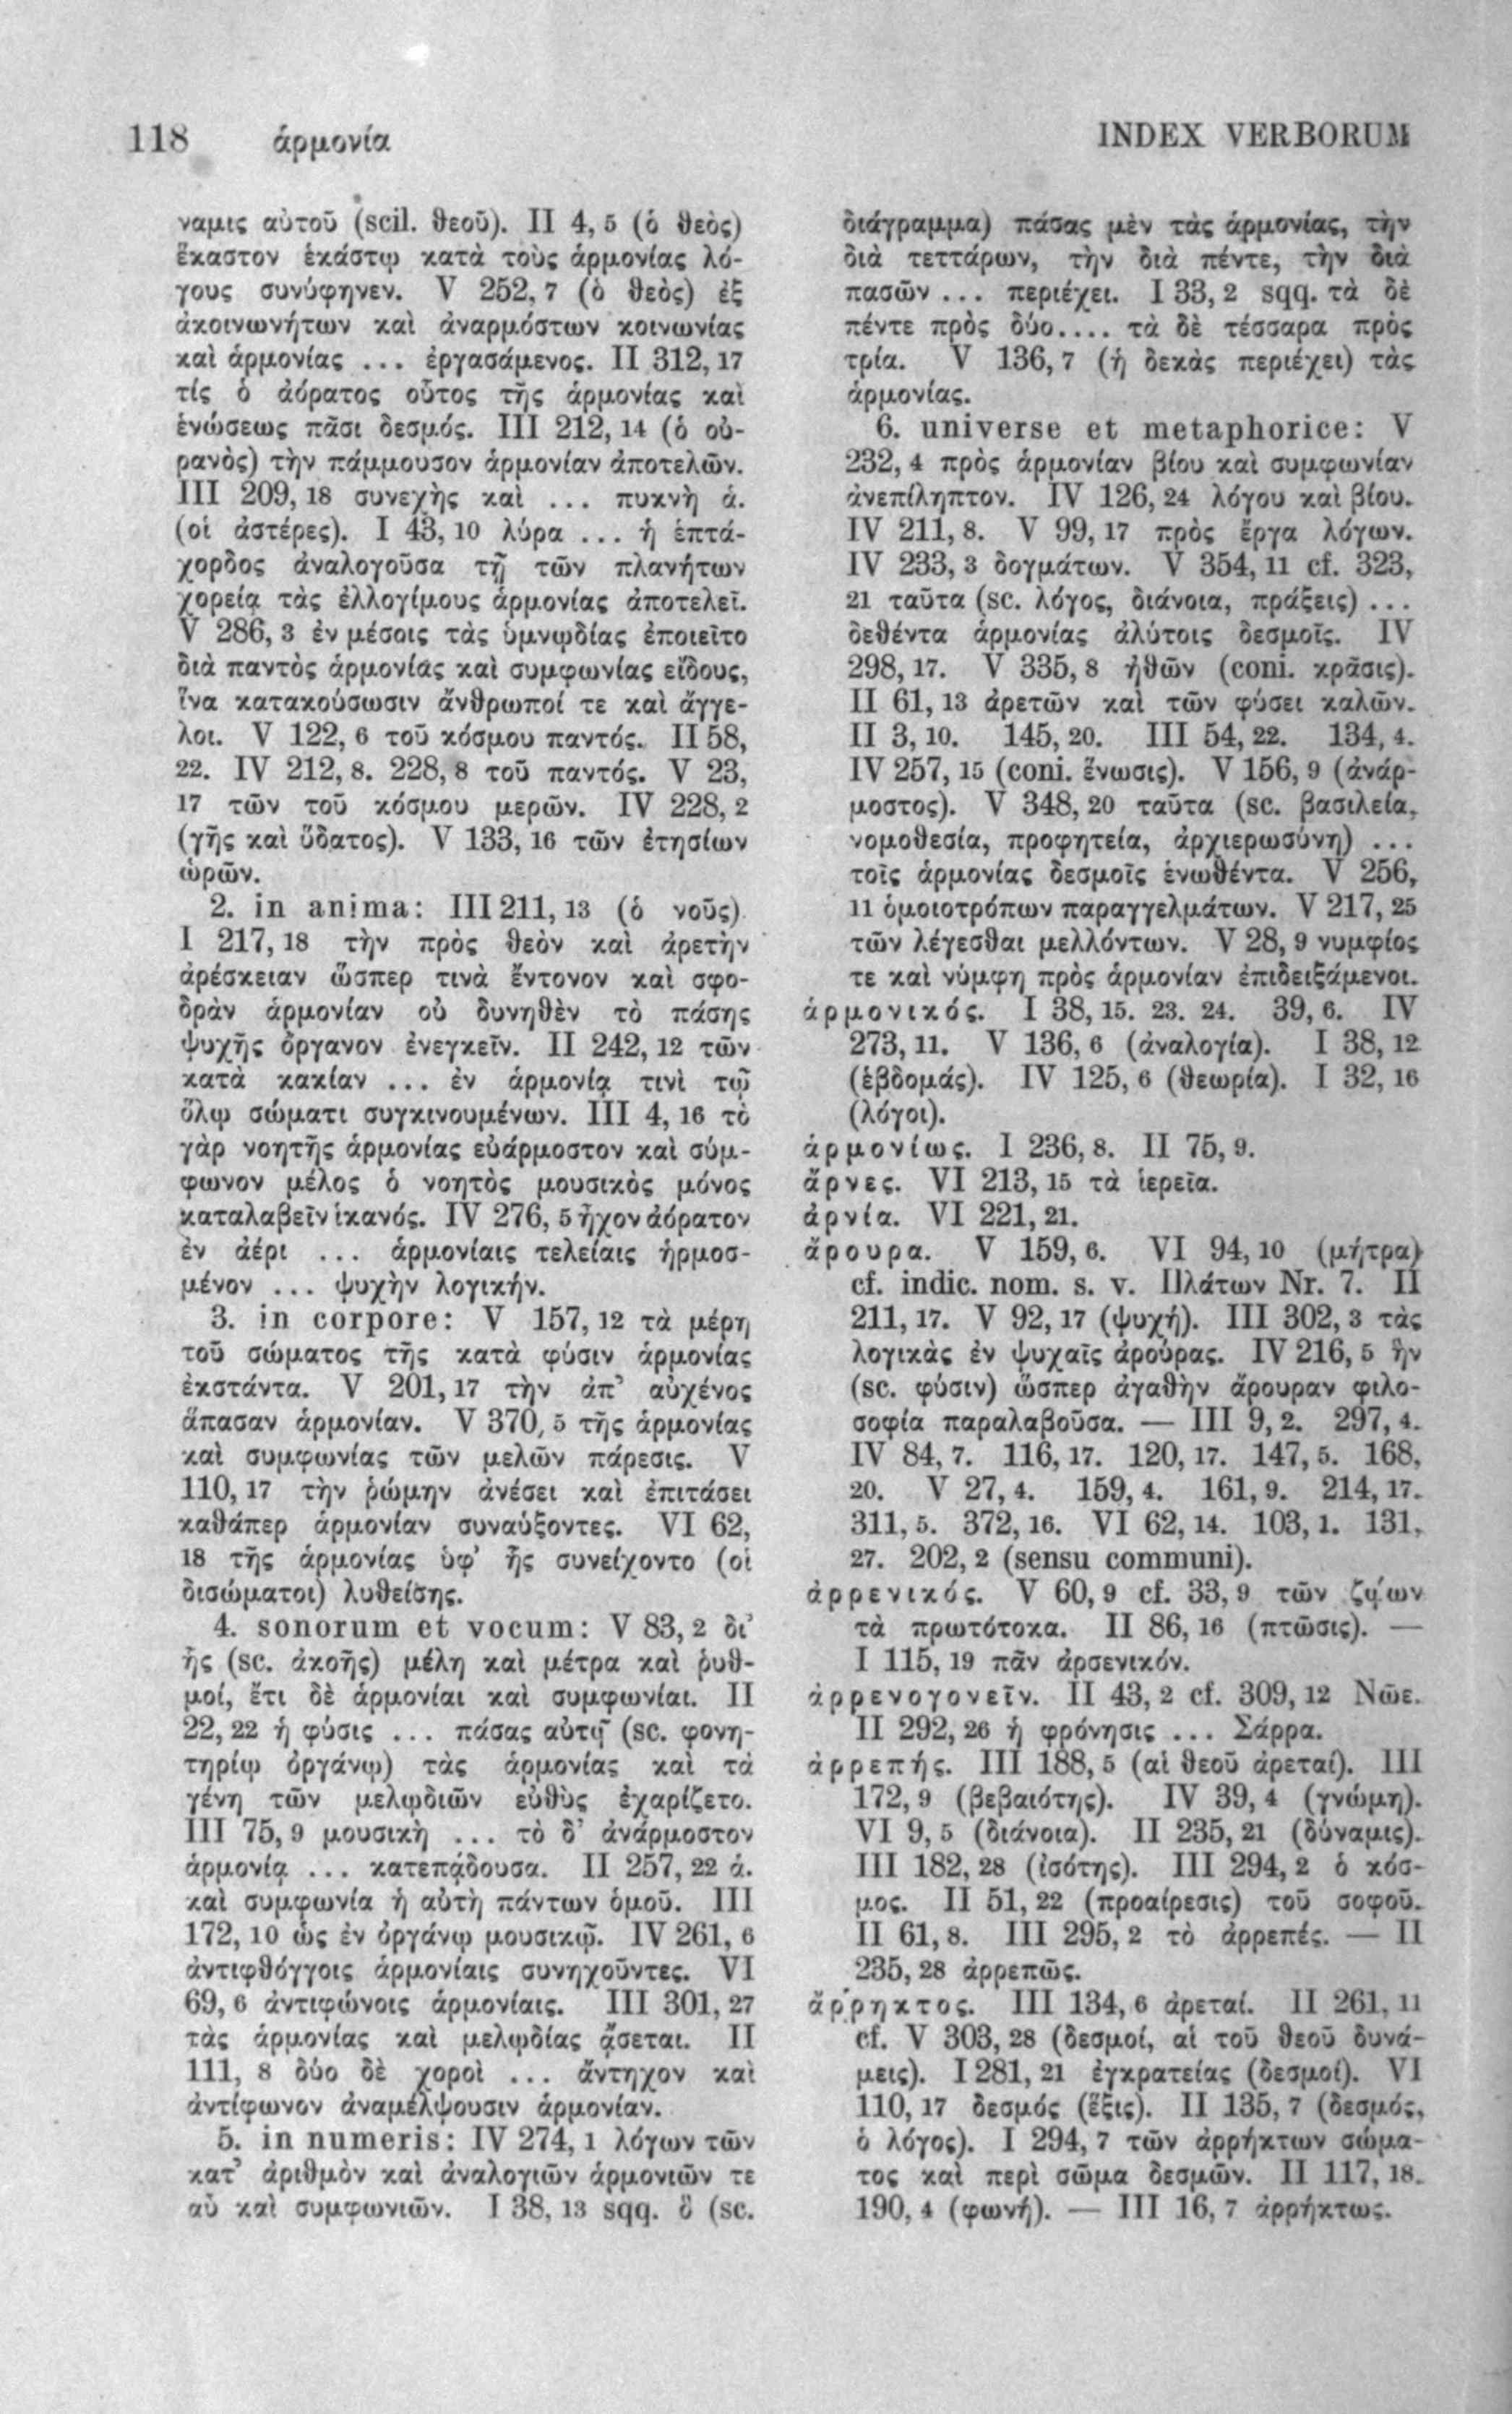 118 ἁρμονία
INDEX VERBORUM
ναμις αὐτοῦ (scil. θεοῦ). II 4, 5 (ὁ θεὸς)
ἕκαστον ἑκάστῳ κατὰ τοὺς ἁρμονίας λό-
γους συνύφηνεν. V 252, 7 (ὁ θεὸς) ἐξ
ἀκοινωνήτων καὶ ἀναρμόστων κοινωνίας
καὶ ἁρμονίας ... ἐργασάμενος. II 312, 17
τίς ὁ ἀόρατος οὗτος τῆς ἁρμονίας καὶ
ἑνώσεως πᾶσι δεσμός. III 212, 14 (ὁ οὐ-
ρανὸς) τὴν πάμμουσον ἁρμονίαν ἀποτελῶν.
III 209, 18 συνεχὴς καὶ ... πυκνὴ ἁ.
(οἱ ἀστέρες). I 43, 10 λύρα ... ἡ ἑπτά-
χορδος ἀναλογοῦσα τῇ τῶν πλανήτων
χορείᾳ τὰς ἐλλογίμους ἁρμονίας ἀποτελεῖ.
V 286, 3 ἐν μέσοις τὰς ὑμνῳδίας ἐποιεῖτο
διὰ παντὸς ἁρμονίας καὶ συμφωνίας εἴδους,
ἵνα κατακούσωσιν ἄνθρωποί τε καὶ ἄγγε-
λοι. V 122, 6 τοῦ κόσμου παντός. II 58,
22. IV 212, 8. 228, 8 τοῦ παντός. V 23,
17 τῶν τοῦ κόσμου μερῶν. IV 228, 2
(γῆς καὶ ὕδατος). V 133, 16 τῶν ἐτησίων
ὡρῶν.
2. in anima: III 211, 13 (ὁ νοῦς)
I 217, 18 τὴν πρὸς θεὸν καὶ ἀρετὴν
ἀρέσκειαν ὥσπερ τινὰ ἔντονον καὶ σφο-
δρὰν ἁρμονίαν οὐ δυνηθὲν τὸ πάσης
ψυχῆς ὄργανον ἐνεγκεῖν. II 242, 12 τῶν
κατὰ κακίαν ... ἐν ἁρμονίᾳ τινὶ τῷ
ὅλῳ σώματι συγκινουμένων. III 4, 16 τὸ
γὰρ νοητῆς ἁρμονίας εὐάρμοστον καὶ σύμ-
φωνον μέλος ὁ νοητὸς μουσικὸς μόνος
καταλαβεῖν ἱκανός. IV 276, 5 ἦχον ἀόρατον
ἐν ἀέρι ... ἁρμονίαις τελείαις ἡρμοσ-
μένον ... ψυχὴν λογικήν.
3. in corpore: V 157, 12 τὰ μέρη
τοῦ σώματος τῆς κατὰ φύσιν ἁρμονίας
ἐκστάντα. V 201, 17 τὴν ἀπ' αὐχένος
ἅπασαν ἁρμονίαν. V 370, 5 τῆς ἁρμονίας
καὶ συμφωνίας τῶν μελῶν πάρεσις. V
110, 17 τὴν ῥώμην ἀνέσει καὶ ἐπιτάσει
καθάπερ ἁρμονίαν συναύξοντες. VI 62,
18 τῆς ἁρμονίας ὑφ' ἧς συνείχοντο (οἱ
δισώματοι) λυθείσης.
4. sonorum et vocum: V 83, 2 δι'
ἧς (sc. ἀκοῆς) μέλη καὶ μέτρα καὶ ῥυθ-
μοί, ἔτι δὲ ἁρμονίαι καὶ συμφωνίαι. II
22, 22 ἡ φύσις ... πάσας αὐτῷ (sc. φονη-
τηρίῳ ὀργάνῳ) τὰς ἁρμονίας καὶ τὰ
γένη τῶν μελῳδιῶν εὐθὺς ἐχαρίζετο.
III 75, 9 μουσικὴ ... τὸ δ' ἀνάρμοστον
ἁρμονίᾳ ... κατεπᾴδουσα. II 257, 22 ἁ.
καὶ συμφωνία ἡ αὐτὴ πάντων ὁμοῦ. III
172, 10 ὡς ἐν ὀργάνῳ μουσικῷ. IV 261, 6
ἀντιφθόγγοις ἁρμονίαις συνηχοῦντες. VI
69, 6 ἀντιφώνοις ἁρμονίαις. III 301, 27
τὰς ἁρμονίας καὶ μελῳδίας ᾄσεται. II
111, 8 δύο δὲ χοροὶ ... ἄντηχον καὶ
ἀντίφωνον ἀναμέλψουσιν ἁρμονίαν.
5. in numeris: IV 274, 1 λόγων τῶν
κατ' ἀριθμὸν καὶ ἀναλογιῶν ἁρμονιῶν τε
αὖ καὶ συμφωνιῶν. I 38, 13 sqq. ὃ (sc.
διάγραμμα) πάσας μὲν τὰς ἁρμονίας, τὴν
διὰ τεττάρων, τὴν διὰ πέντε, τὴν διὰ
πασῶν ... περιέχει. I 33, 2 sqq. τὰ δὲ
πέντε πρὸς δύο.... τὰ δὲ τέσσαρα πρὸς
τρία. V 136, 7 (ἡ δεκὰς περιέχει) τὰς
ἁρμονίας.
6. universe et metaphorice: V
232, 4 πρὸς ἁρμονίαν βίου καὶ συμφωνίαν
ἀνεπίληπτον. IV 126, 24 λόγου καὶ βίου.
IV 211, 8. V 99, 17 πρὸς ἔργα λόγων.
IV 233, 3 δογμάτων. V 354, 11 cf. 323,
21 ταῦτα (sc. λόγος, διάνοια, πράξεις) ...
δεθέντα ἁρμονίας ἀλύτοις δεσμοῖς. IV
298, 17. V 335, 8 ἠθῶν (coni. κρᾶσις).
II 61, 13 ἀρετῶν καὶ τῶν φύσει καλῶν.
II 3, 10. 145, 20. III 54, 22. 134, 4.
IV 257, 15 (coni. ἕνωσις). V 156, 9 (ἀνάρ-
μοστος). V 348, 20 ταῦτα (sc. βασιλεία,
νομοθεσία, προφητεία, ἀρχιερωσύνη) ...
τοῖς ἁρμονίας δεσμοῖς ἑνωθέντα. V 256,
11 ὁμοιοτρόπων παραγγελμάτων. V 217, 25
τῶν λέγεσθαι μελλόντων. V 28, 9 νυμφίος
τε καὶ νύμφη πρὸς ἁρμονίαν ἐπιδειξάμενοι.
ἁρμονικός. I 38, 15. 23. 24. 39, 6. IV
273, 11. V 136, 6 (ἀναλογία). I 38, 12
(ἑβδομάς). IV 125, 6 (θεωρία). I 32, 16
(λόγοι).
ἁρμονίως. I 236, 8. II 75, 9.
ἄρνες. VI 213, 15 τὰ ἱερεῖα.
ἀρνία. VI 221, 21.
ἄρουρα. V 159, 6. VI 94, 10 (μήτρα)
cf. indic. nom. s. v. Πλάτων Nr. 7. II
211, 17. V 92, 17 (ψυχή). III 302, 3 τὰς
λογικὰς ἐν ψυχαῖς ἀρούρας. IV 216, 5 ἣν
(sc. φύσιν) ὥσπερ ἀγαθὴν ἄρουραν φιλο-
σοφία παραλαβοῦσα. — III 9, 2. 297, 4.
IV 84, 7. 116, 17. 120, 17. 147, 5. 168,
20. V 27, 4. 159, 4. 161, 9. 214, 17.
311, 5. 372, 16. VI 62, 14. 103, 1. 131,
27. 202, 2 (sensu communi).
ἀρρενικός. V 60, 9 cf. 33, 9 τῶν ζῴων
τὰ πρωτότοκα. II 86, 16 (πτῶσις). —
I 115, 19 πᾶν ἀρσενικόν.
ἀρρενογονεῖν. II 43, 2 cf. 309, 12 Νῶε.
II 292, 26 ἡ φρόνησις ... Σάρρα.
ἀρρεπής. III 188, 5 (αἱ θεοῦ ἀρεταί). III
172, 9 (βεβαιότης). IV 39, 4 (γνώμη).
VI 9, 5 (διάνοια). II 235, 21 (δύναμις).
III 182, 28 (ἰσότης). III 294, 2 ὁ κόσ-
μος. II 51, 22 (προαίρεσις) τοῦ σοφοῦ.
II 61, 8. III 295, 2 τὸ ἀρρεπές. — II
235, 28 ἀρρεπῶς.
ἄρρηκτος. III 134, 6 ἀρεταί. II 261, 11
cf. V 303, 28 (δεσμοί, αἱ τοῦ θεοῦ δυνά-
μεις). I 281, 21 ἐγκρατείας (δεσμοί). VI
110, 17 δεσμός (ἕξις). II 135, 7 (δεσμός,
ὁ λόγος). I 294, 7 τῶν ἀρρήκτων σώμα-
τος καὶ περὶ σῶμα δεσμῶν. II 117, 18.
190, 4 (φωνή). — III 16, 7 ἀρρήκτως.